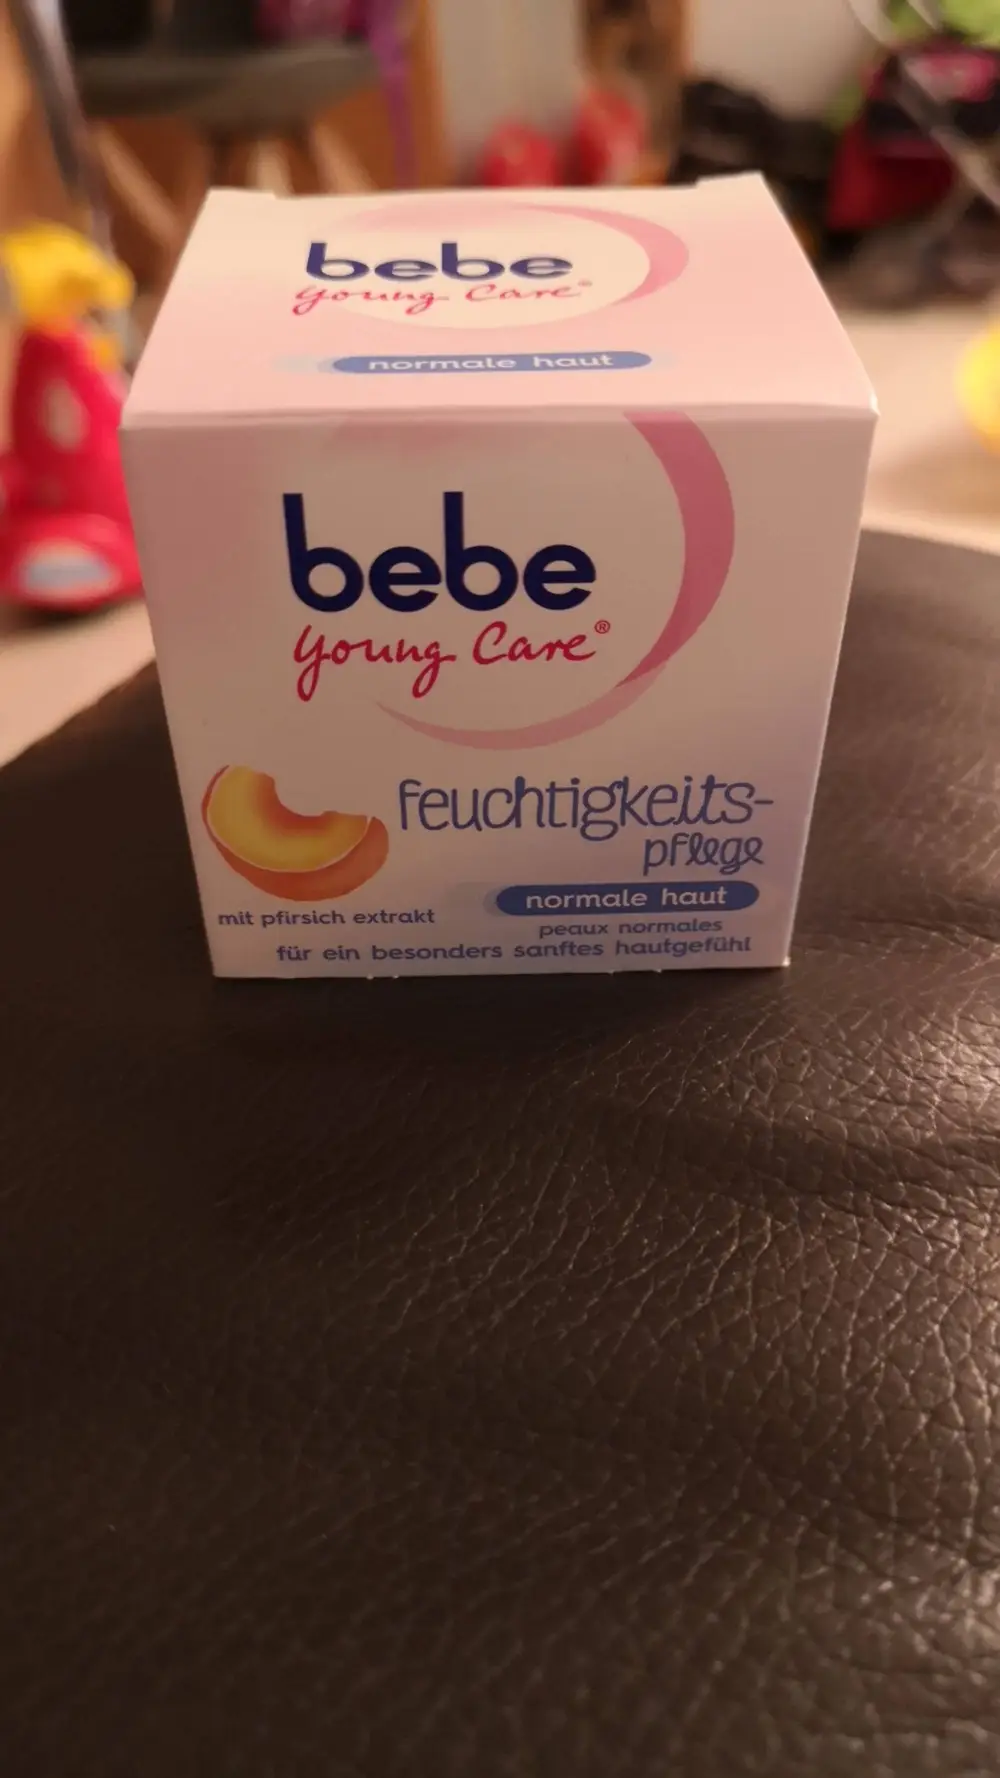 bebe
young Care®
normale haut
bebe
young Care®
feuchtigkeits-
pflege
normale haut
mit pfirsich extrakt
peaux normales
für ein besonders sanftes hautgefühl